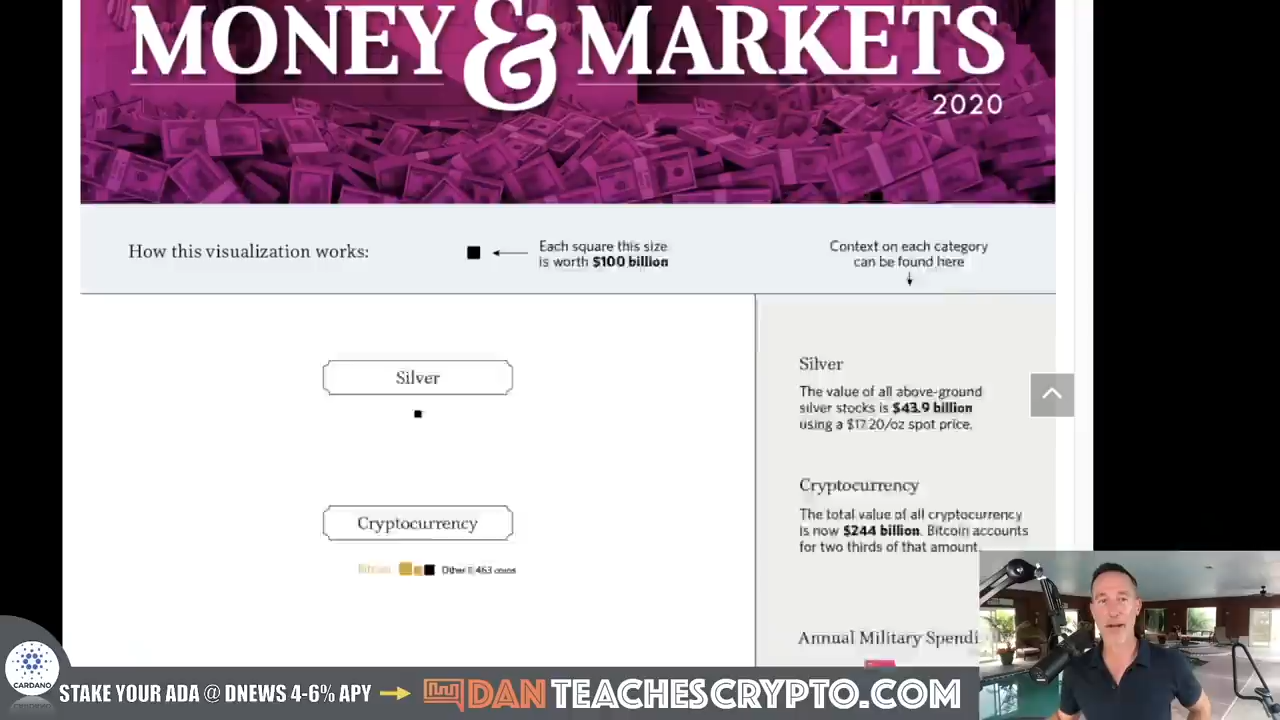 MONEY & MARKETS
2020
How this visualization works:
Each square this size
is worth $100 billion
Context on each category
can be found here
Silver
Silver
The value of all above-ground
silver stocks is $43.9 billion
using a $17.20/oz spot price.
Cryptocurrency
Cryptocurrency
The total value of all cryptocurrency
is now $244 billion. Bitcoin accounts
for two thirds of that amount.
Bitcoin
Other coins
Annual Military Spendi
CARDANO
STAKE YOUR ADA @ DNEWS 4-6% APY
DANTEACHESCRYPTO.COM